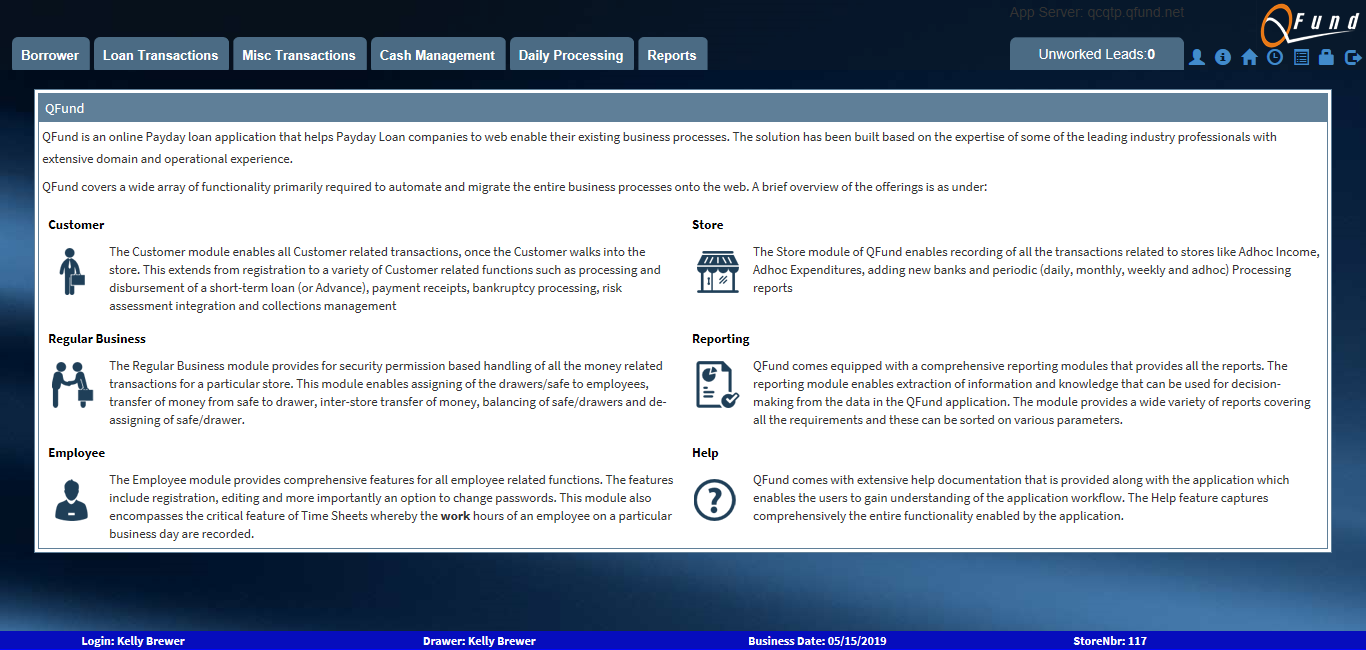 App Server: qcqtp.qfund.net
QFund
Borrower
Loan Transactions
Misc Transactions
Cash Management
Daily Processing
Reports
Unworked Leads:0
QFund
QFund is an online Payday loan application that helps Payday Loan companies to web enable their existing business processes. The solution has been built based on the expertise of some of the leading industry professionals with
extensive domain and operational experience.
QFund covers a wide array of functionality primarily required to automate and migrate the entire business processes onto the web. A brief overview of the offerings is as under:
Customer
The Customer module enables all Customer related transactions, once the Customer walks into the
store. This extends from registration to a variety of Customer related functions such as processing and
disbursement of a short-term loan (or Advance), payment receipts, bankruptcy processing, risk
assessment integration and collections management
Store
The Store module of QFund enables recording of all the transactions related to stores like Adhoc Income,
Adhoc Expenditures, adding new banks and periodic (daily, monthly, weekly and adhoc) Processing
reports
Regular Business
The Regular Business module provides for security permission based handling of all the money related
transactions for a particular store. This module enables assigning of the drawers/safe to employees,
transfer of money from safe to drawer, inter-store transfer of money, balancing of safe/drawers and de-
assigning of safe/drawer.
Reporting
QFund comes equipped with a comprehensive reporting modules that provides all the reports. The
reporting module enables extraction of information and knowledge that can be used for decision-
making from the data in the QFund application. The module provides a wide variety of reports covering
all the requirements and these can be sorted on various parameters.
Employee
The Employee module provides comprehensive features for all employee related functions. The features
include registration, editing and more importantly an option to change passwords. This module also
encompasses the critical feature of Time Sheets whereby the work hours of an employee on a particular
business day are recorded.
Help
QFund comes with extensive help documentation that is provided along with the application which
enables the users to gain understanding of the application workflow. The Help feature captures
comprehensively the entire functionality enabled by the application.
Login: Kelly Brewer
Drawer: Kelly Brewer
Business Date: 05/15/2019
StoreNbr: 117